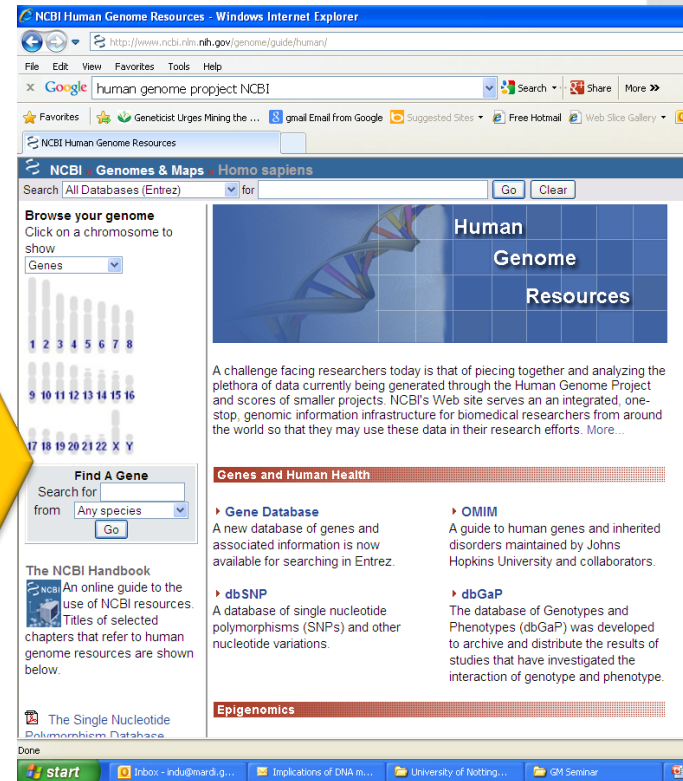 NCBI Human Genome Resources - Windows Internet Explorer
http://www.ncbi.nlm.nih.gov/genome/guide/human/
File Edit View Favorites Tools Help
x Google human genome propject NCBI Search Share More »
Favorites Geneticist Urges Mining the ... gmail Email from Google Suggested Sites Free Hotmail Web Slice Gallery
NCBI Human Genome Resources
NCBI Genomes & Maps Homo sapiens
Search All Databases (Entrez) for Go Clear
Browse your genome
Click on a chromosome to
show
Genes
1 2 3 4 5 6 7 8
9 10 11 12 13 14 15 16
17 18 19 20 21 22 X Y
Find A Gene
Search for
from Any species
Go
The NCBI Handbook
NCBI An online guide to the
use of NCBI resources.
Titles of selected
chapters that refer to human
genome resources are shown
below.
The Single Nucleotide
Polymorphism Database
Human
Genome
Resources
A challenge facing researchers today is that of piecing together and analyzing the
plethora of data currently being generated through the Human Genome Project
and scores of smaller projects. NCBI's Web site serves an an integrated, one-
stop, genomic information infrastructure for biomedical researchers from around
the world so that they may use these data in their research efforts. More...
Genes and Human Health
Gene Database
A new database of genes and
associated information is now
available for searching in Entrez.
OMIM
A guide to human genes and inherited
disorders maintained by Johns
Hopkins University and collaborators.
dbSNP
A database of single nucleotide
polymorphisms (SNPs) and other
nucleotide variations.
dbGaP
The database of Genotypes and
Phenotypes (dbGaP) was developed
to archive and distribute the results of
studies that have investigated the
interaction of genotype and phenotype.
Epigenomics
Done
start Inbox - indu@mardi.g... Implications of DNA m... University of Notting... GM Seminar